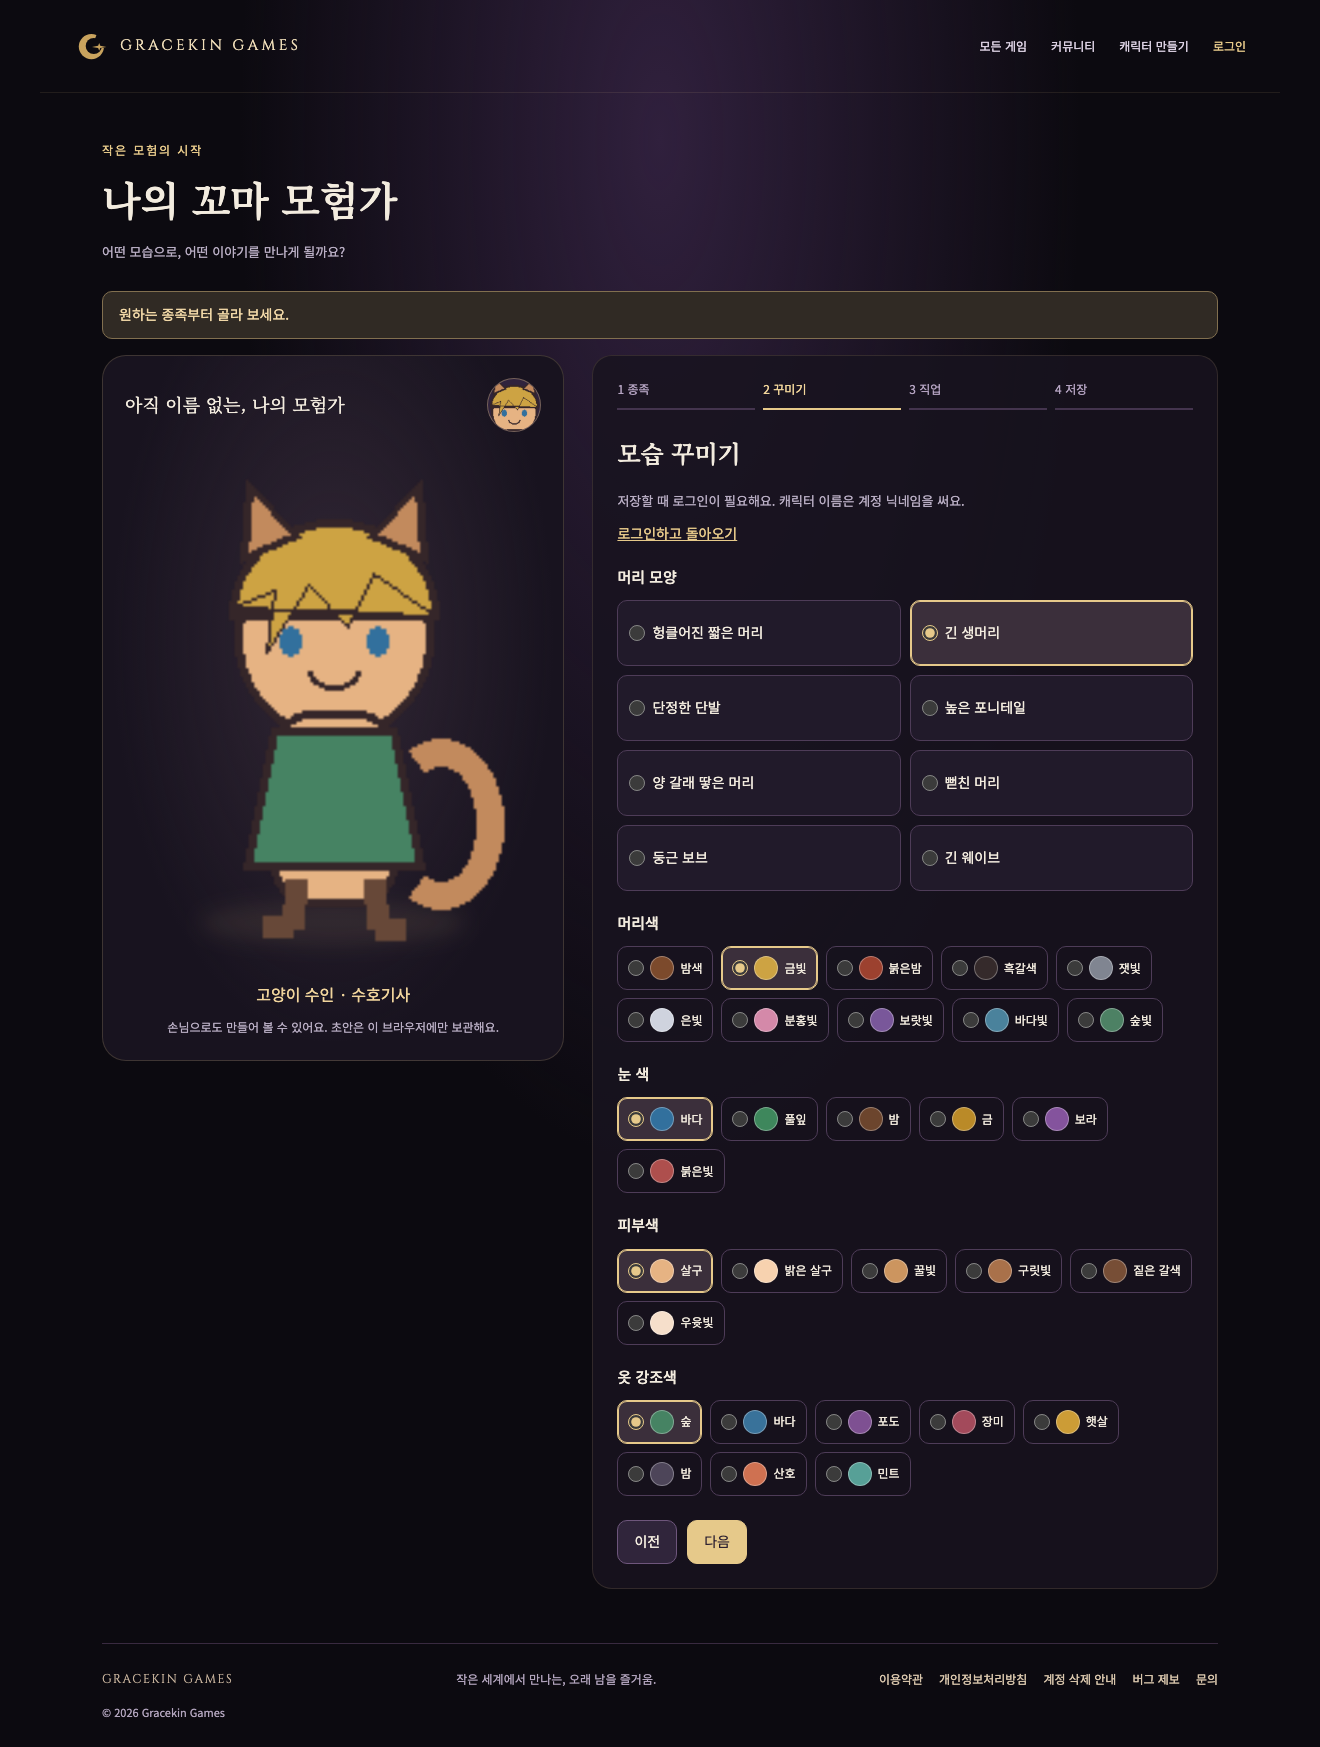 GRACEKIN GAMES
모든 게임 커뮤니티 캐릭터 만들기 로그인
작은 모험의 시작
나의 꼬마 모험가
어떤 모습으로, 어떤 이야기를 만나게 될까요?
원하는 종족부터 골라 보세요.
아직 이름 없는, 나의 모험가
고양이 수인 · 수호기사
손님으로도 만들어 볼 수 있어요. 초안은 이 브라우저에만 보관해요.
1 종족 2 꾸미기 3 직업 4 저장
모습 꾸미기
저장할 때 로그인이 필요해요. 캐릭터 이름은 계정 닉네임을 써요.
로그인하고 돌아오기
머리 모양
헝클어진 짧은 머리 긴 생머리
단정한 단발 높은 포니테일
양 갈래 땋은 머리 뻗친 머리
둥근 보브 긴 웨이브
머리색
밤색 금빛 붉은밤 흑갈색 잿빛
은빛 분홍빛 보랏빛 바다빛 숲빛
눈 색
바다 풀잎 밤 금 보라
붉은빛
피부색
살구 밝은 살구 꿀빛 구릿빛 짙은 갈색
우윳빛
옷 강조색
숲 바다 포도 장미 햇살
밤 산호 민트
이전 다음
GRACEKIN GAMES
작은 세계에서 만나는, 오래 남을 즐거움.
이용약관 개인정보처리방침 계정 삭제 안내 버그 제보 문의
© 2026 Gracekin Games